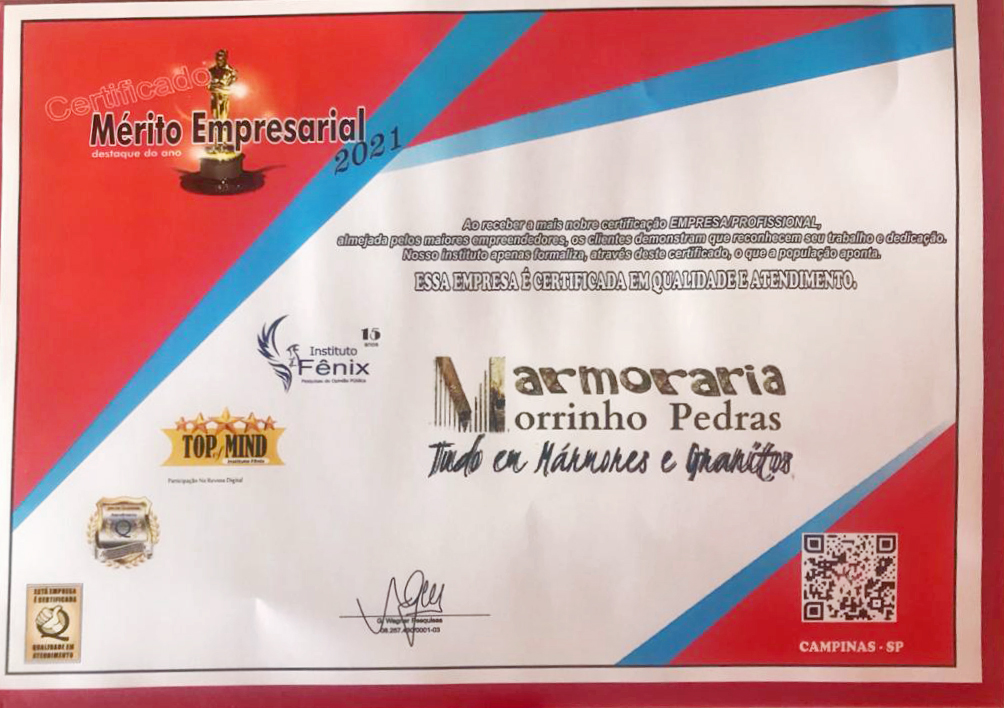 Certificado
Mérito Empresarial
destaque do ano
2021
Ao receber a mais nobre certificação EMPRESA/PROFISSIONAL,
almejada pelos maiores empreendedores, os clientes demonstram que reconhecem seu trabalho e dedicação.
Nosso Instituto apenas formaliza, através deste certificado, o que a população aponta.
ESSA EMPRESA É CERTIFICADA EM QUALIDADE E ATENDIMENTO.
15
anos
Instituto
Fênix
Pesquisas de Opinião Pública
Marmoraria
Morrinho Pedras
Tudo em Mármores e Granitos
TOP of MIND
Instituto Fênix
Participação Na Revista Digital
Q
ESTA EMPRESA
É CERTIFICADA
Q
QUALIDADE EM
ATENDIMENTO
G. Wagner Pesquisas
CAMPINAS - SP